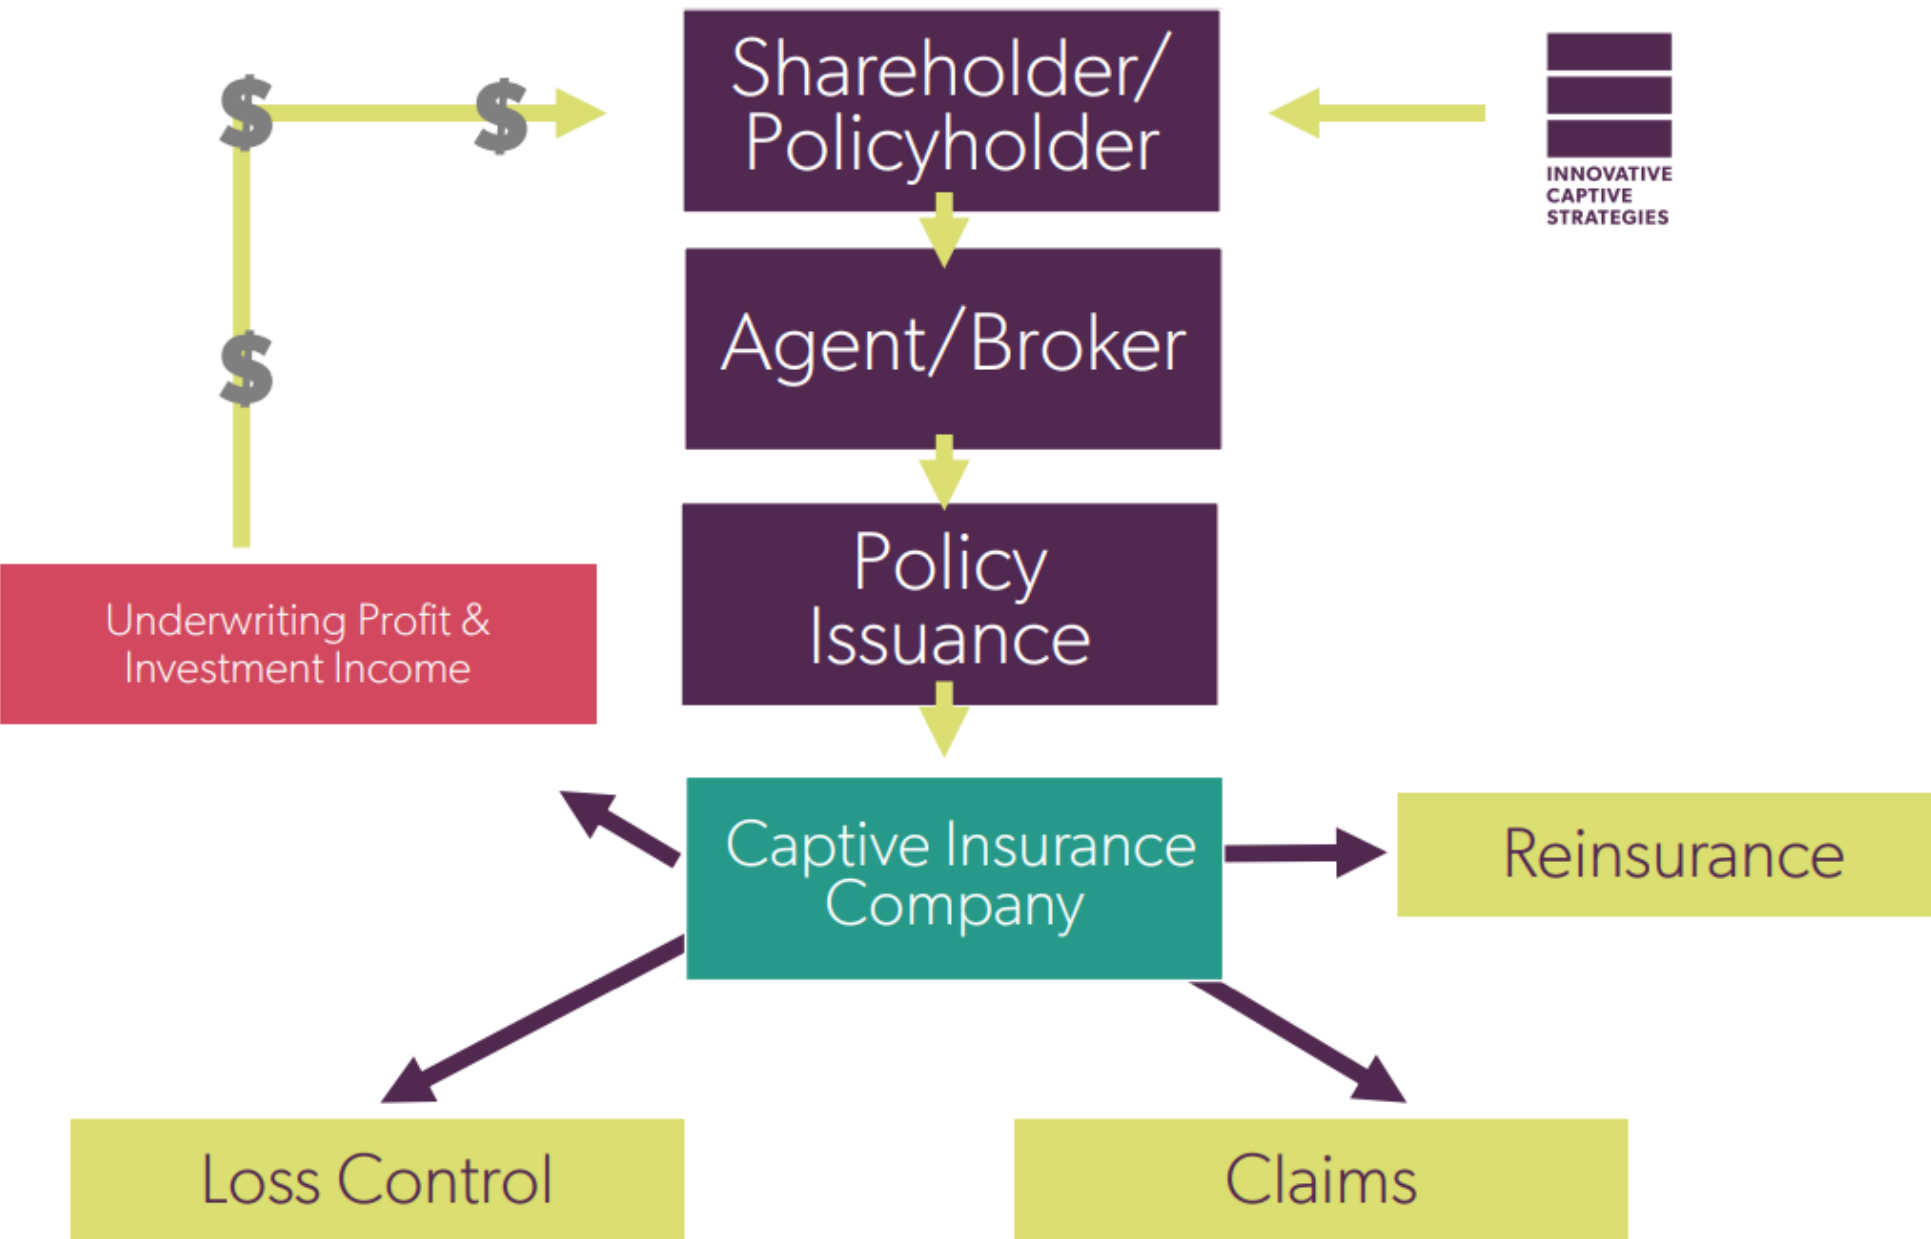 Shareholder/
Policyholder
INNOVATIVE
CAPTIVE
STRATEGIES
$
$
Agent/Broker
$
Policy
Issuance
Underwriting Profit &
Investment Income
Captive Insurance
Company
Reinsurance
Loss Control
Claims